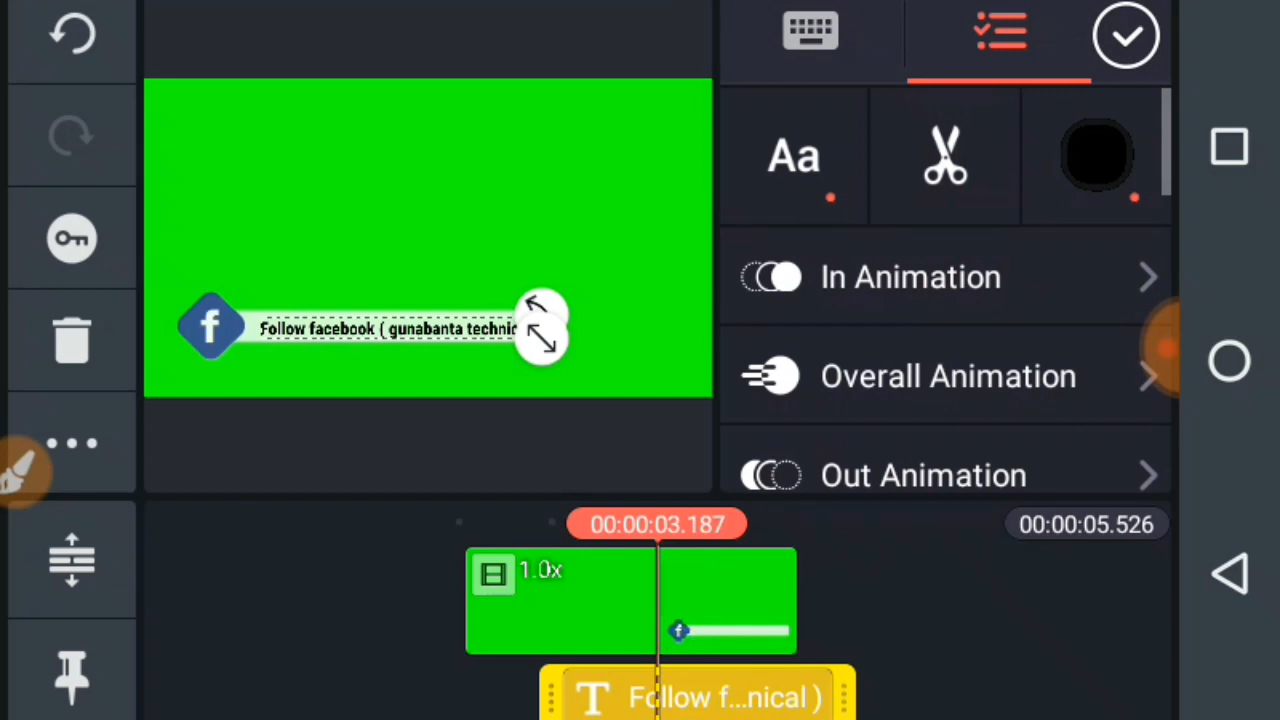 Aa
In Animation
f
Follow facebook ( gunabanta technic
Overall Animation
Out Animation
00:00:03.187
00:00:05.526
1.0x
f
T Follow f...nical )